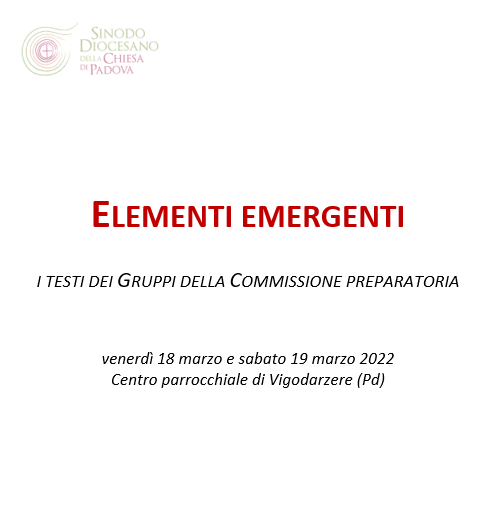 Sinodo
Diocesano
della Chiesa
di Padova
Elementi emergenti
i testi dei Gruppi della Commissione preparatoria
venerdì 18 marzo e sabato 19 marzo 2022
Centro parrocchiale di Vigodarzere (Pd)